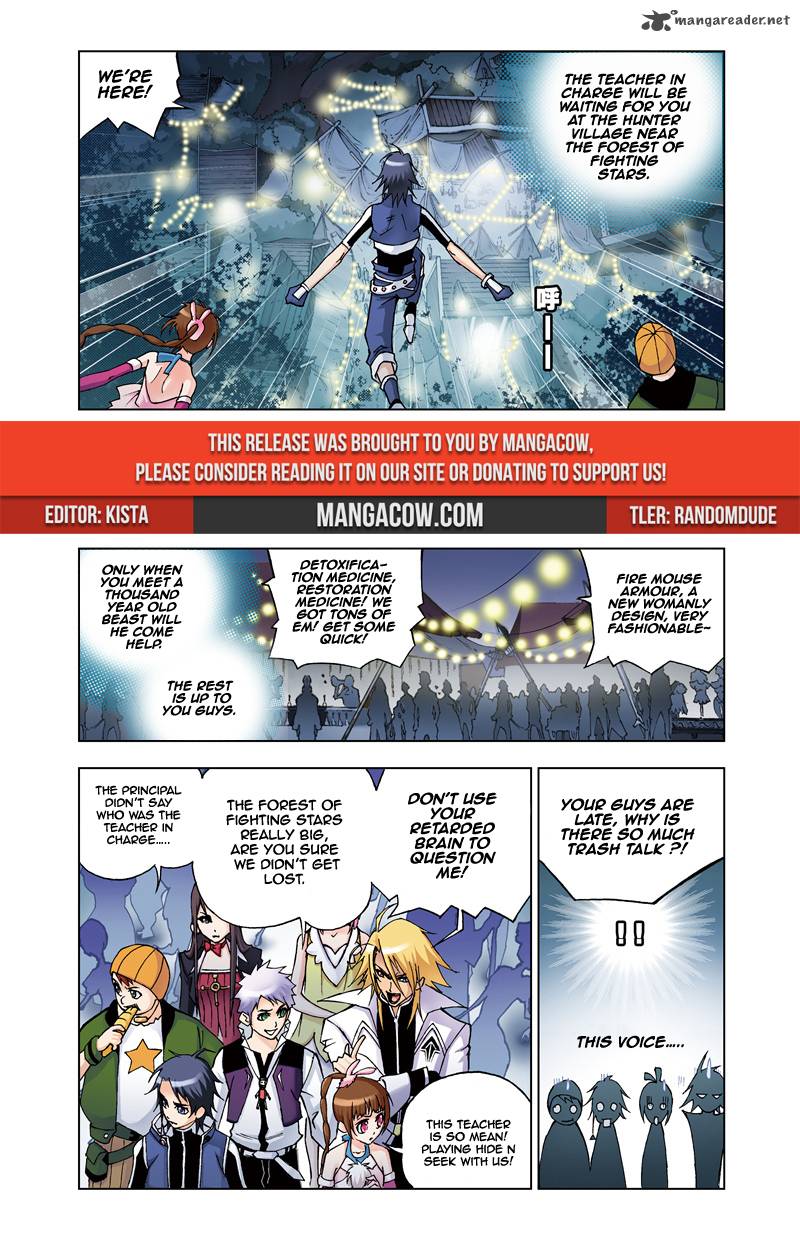 mangareader.net
WE'RE
HERE!
THE TEACHER IN
CHARGE WILL BE
WAITING FOR YOU
AT THE HUNTER
VILLAGE NEAR
THE FOREST OF
FIGHTING
STARS.
呼ーー
THIS RELEASE WAS BROUGHT TO YOU BY MANGACOW,
PLEASE CONSIDER READING IT ON OUR SITE OR DONATING TO SUPPORT US!
EDITOR: KISTA
MANGACOW.COM
TLER: RANDOMDUDE
ONLY WHEN
YOU MEET A
THOUSAND
YEAR OLD
BEAST WILL
HE COME
HELP.
THE REST
IS UP TO
YOU GUYS.
DETOXIFICA-
TION MEDICINE,
RESTORATION
MEDICINE! WE
GOT TONS OF
EM! GET SOME
QUICK!
FIRE MOUSE
ARMOUR, A
NEW WOMANLY
DESIGN, VERY
FASHIONABLE~
THE PRINCIPAL
DIDN'T SAY
WHO WAS THE
TEACHER IN
CHARGE.....
THE FOREST OF
FIGHTING STARS
REALLY BIG,
ARE YOU SURE
WE DIDN'T GET
LOST.
DON'T USE
YOUR
RETARDED
BRAIN TO
QUESTION
ME!
THIS TEACHER
IS SO MEAN!
PLAYING HIDE N
SEEK WITH US!
YOUR GUYS ARE
LATE, WHY IS
THERE SO MUCH
TRASH TALK ?!
!!
THIS VOICE.....